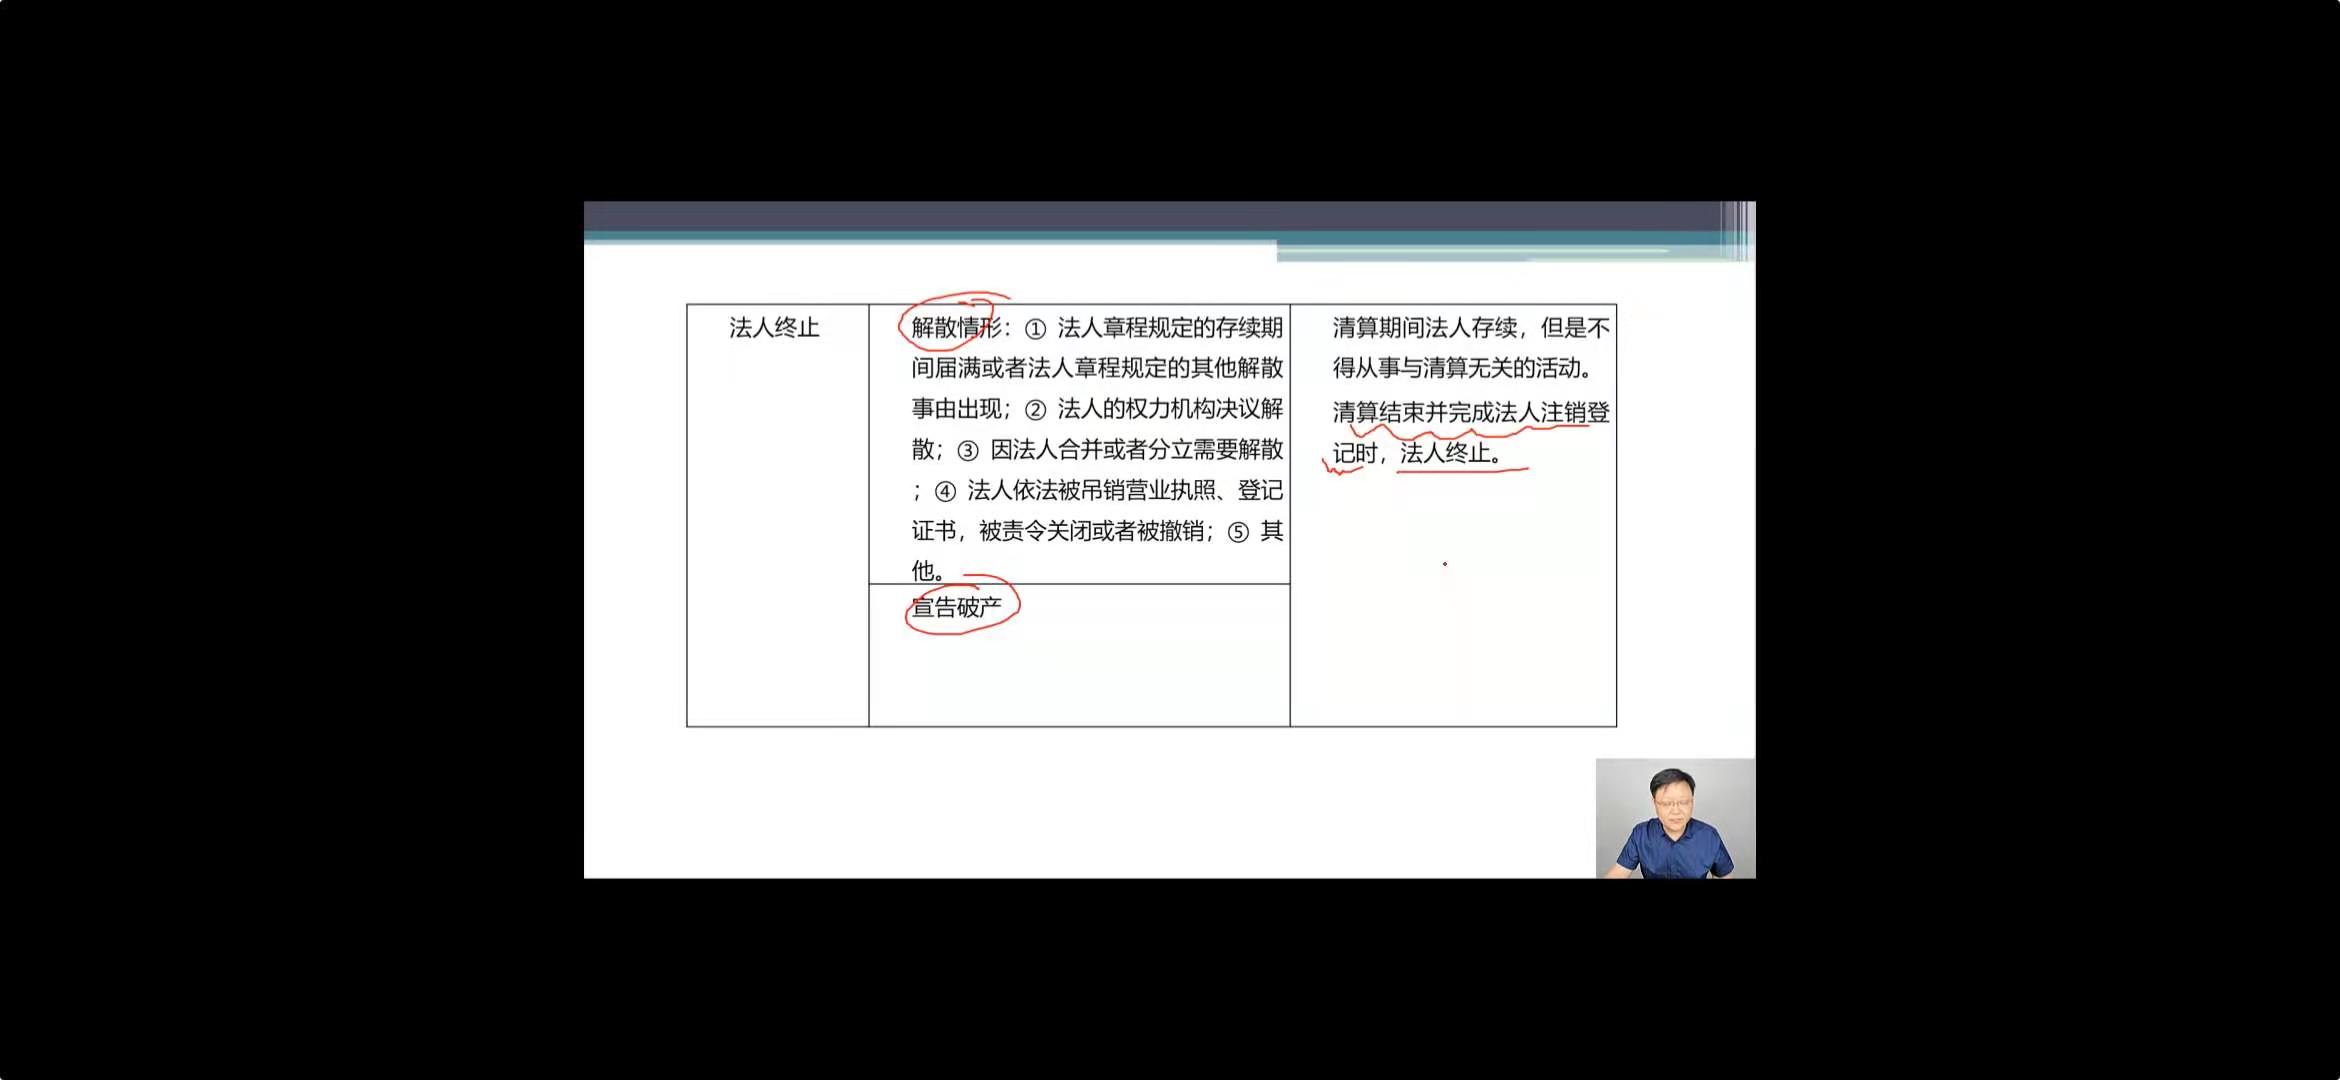 法人终止
解散情形：① 法人章程规定的存续期
间届满或者法人章程规定的其他解散
事由出现；② 法人的权力机构决议解
散；③ 因法人合并或者分立需要解散
；④ 法人依法被吊销营业执照、登记
证书，被责令关闭或者被撤销；⑤ 其
他。
宣告破产
清算期间法人存续，但是不
得从事与清算无关的活动。
清算结束并完成法人注销登
记时，法人终止。